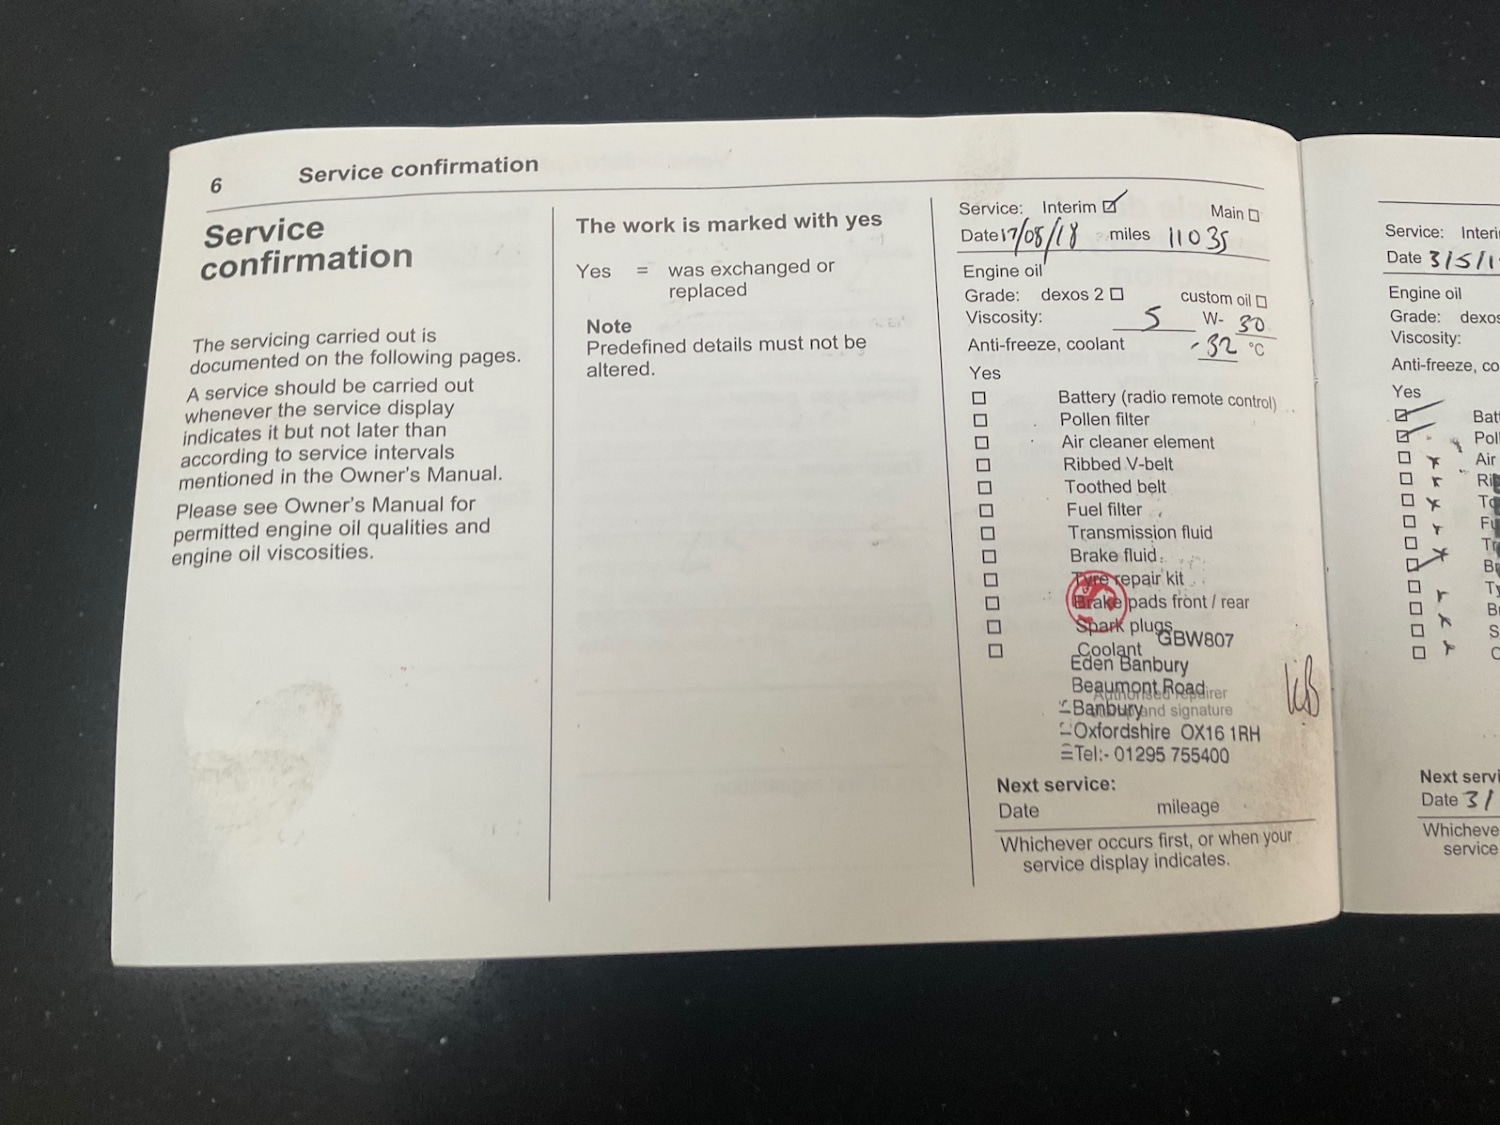 6
Service confirmation
Service
confirmation
The servicing carried out is
documented on the following pages.
A service should be carried out
whenever the service display
indicates it but not later than
according to service intervals
mentioned in the Owner's Manual.
Please see Owner's Manual for
permitted engine oil qualities and
engine oil viscosities.
The work is marked with yes
Yes = was exchanged or
replaced
Note
Predefined details must not be
altered.
Service: Interim Main
Date 17/08/18 miles 11035
Engine oil
Grade: dexos 2 custom oil
Viscosity: 5 W- 30
Anti-freeze, coolant -32 °C
Yes
Battery (radio remote control)
Pollen filter
Air cleaner element
Ribbed V-belt
Toothed belt
Fuel filter
Transmission fluid
Brake fluid
Tyre repair kit
Brake pads front / rear
Spark plugs
GBW807
Coolant
Eden Banbury
Beaumont Road
Authorised repairer
Banbury
and signature
Oxfordshire OX16 1RH
Tel:- 01295 755400
Next service:
Date mileage
Whichever occurs first, or when your
service display indicates.
Service:
Date 3/5/1
Engine oil
Grade:
Viscosity:
Anti-freeze,
Yes
Air
Date 3/
service